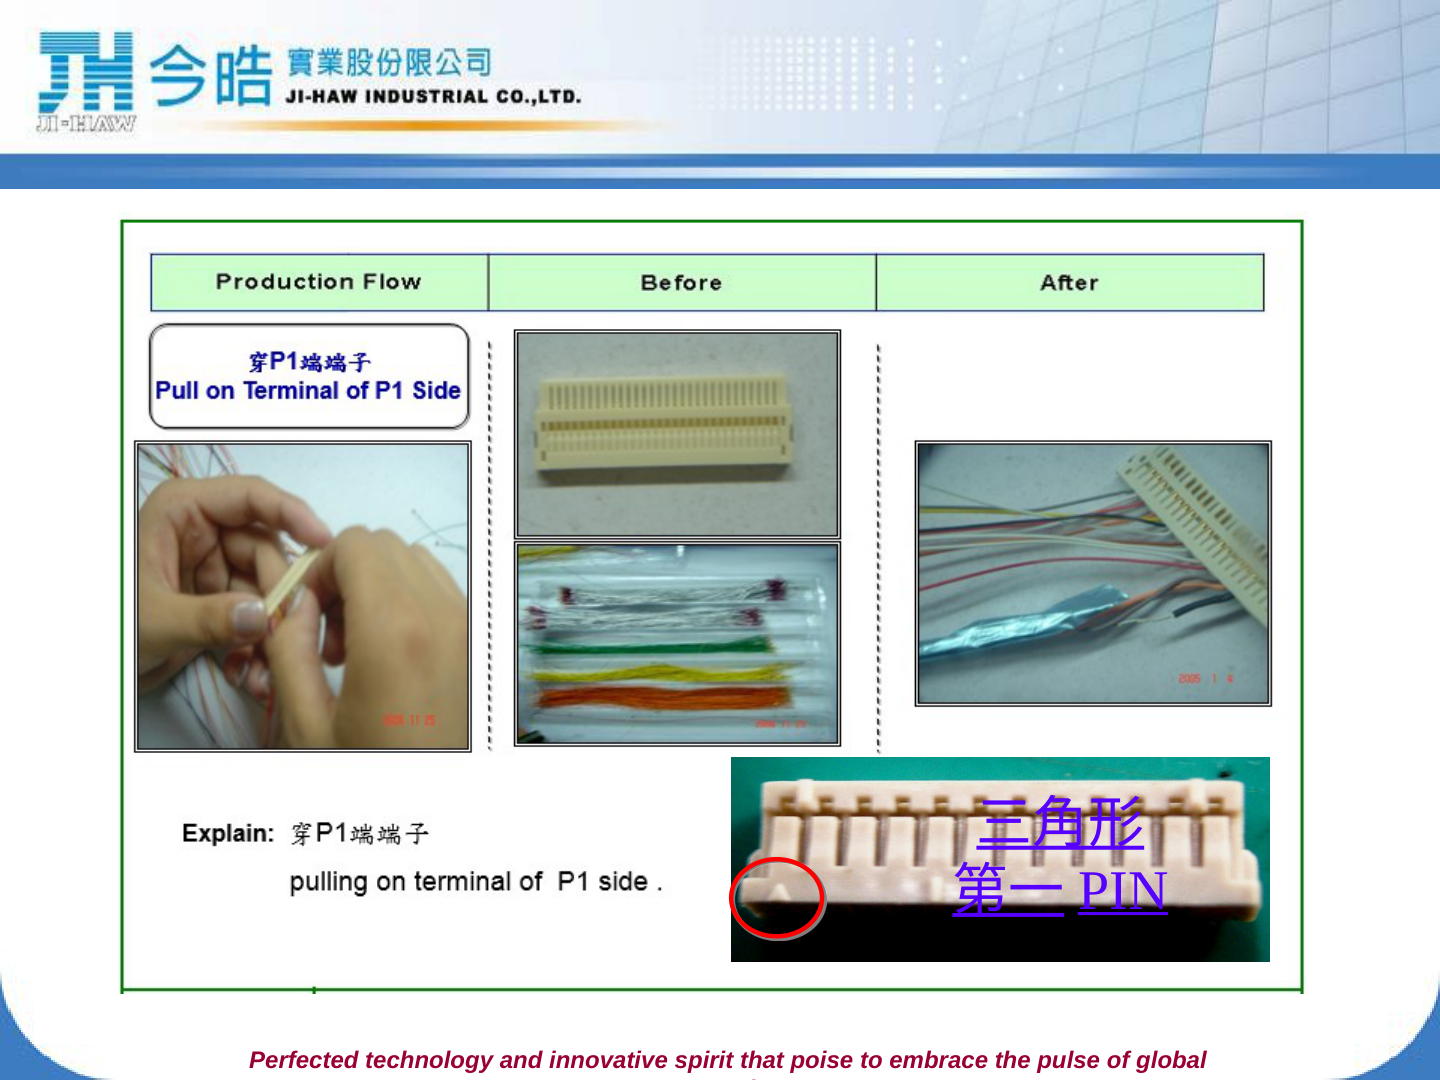 JI-HAW
今皓 實業股份限公司
JI-HAW INDUSTRIAL CO.,LTD.
Production Flow
Before
After
穿P1端端子
Pull on Terminal of P1 Side
2005 1 6
Explain: 穿P1端端子
pulling on terminal of P1 side .
三角形
第一 PIN
Perfected technology and innovative spirit that poise to embrace the pulse of global